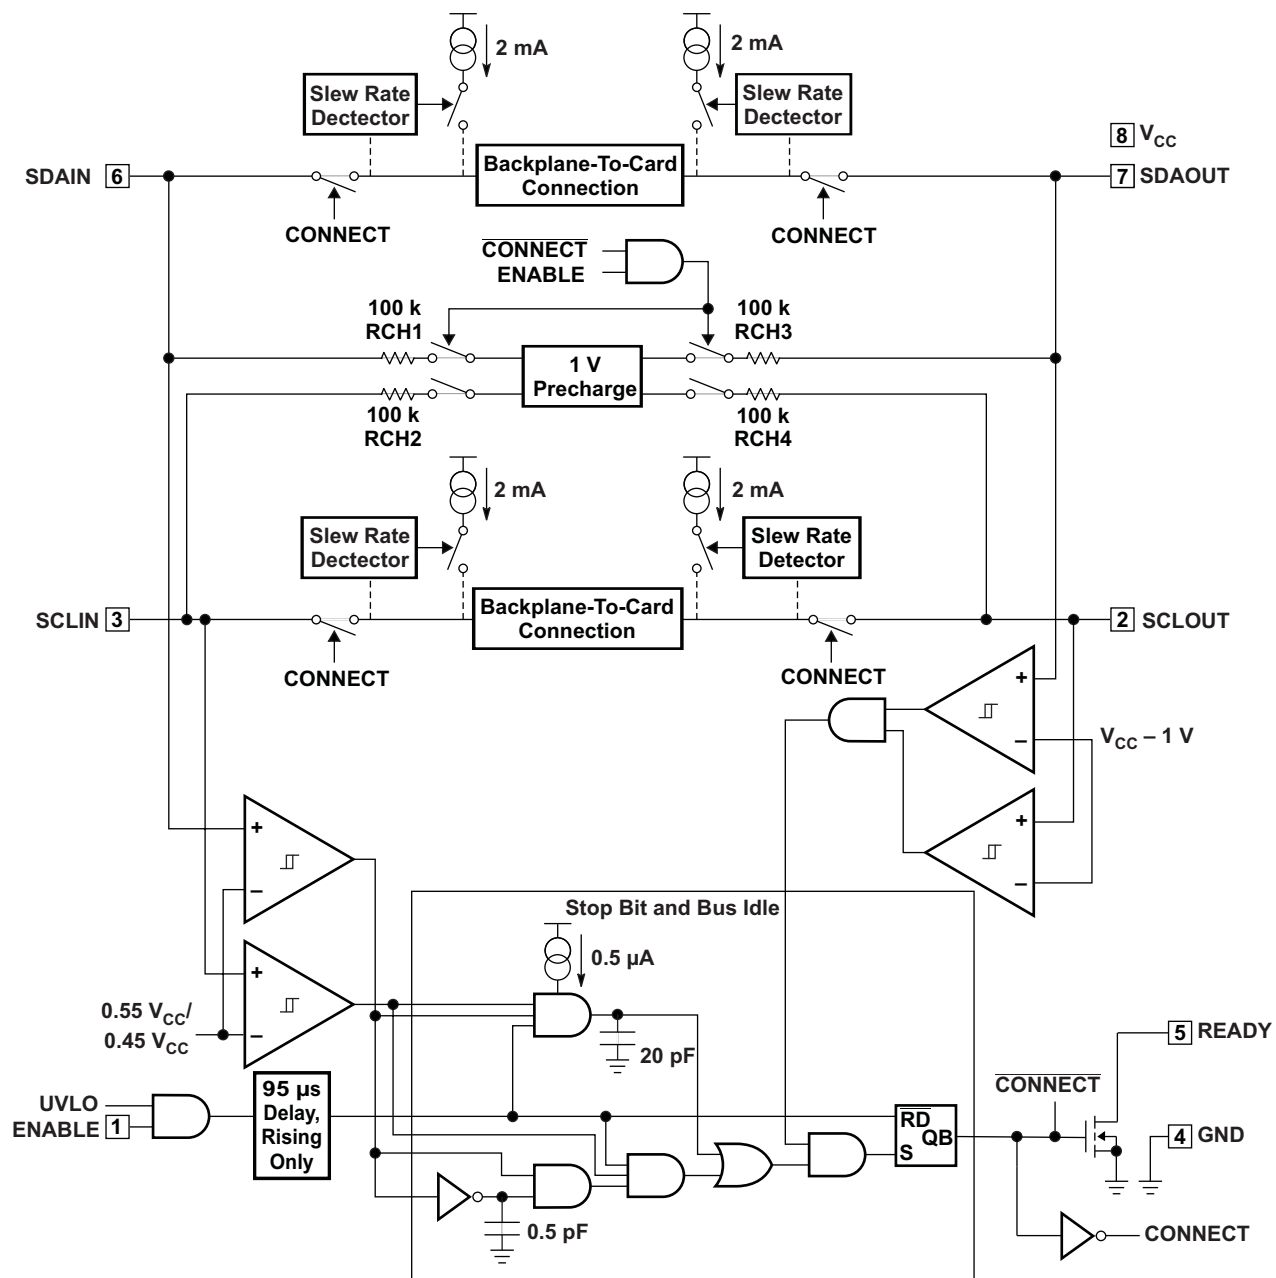 2 mA
2 mA
Slew Rate
Dectector
Slew Rate
Dectector
8 VCC
SDAIN 6
Backplane-To-Card
Connection
7 SDAOUT
CONNECT
CONNECT
CONNECT
ENABLE
100 k
RCH1
100 k
RCH3
1 V
Precharge
100 k
RCH2
100 k
RCH4
2 mA
2 mA
Slew Rate
Dectector
Slew Rate
Detector
SCLIN 3
Backplane-To-Card
Connection
2 SCLOUT
CONNECT
CONNECT
+
–
VCC – 1 V
+
–
+
–
Stop Bit and Bus Idle
0.5 µA
+
–
0.55 VCC/
0.45 VCC
20 pF
5 READY
CONNECT
UVLO
ENABLE 1
95 µs
Delay,
Rising
Only
RD
QB
S
4 GND
0.5 pF
CONNECT